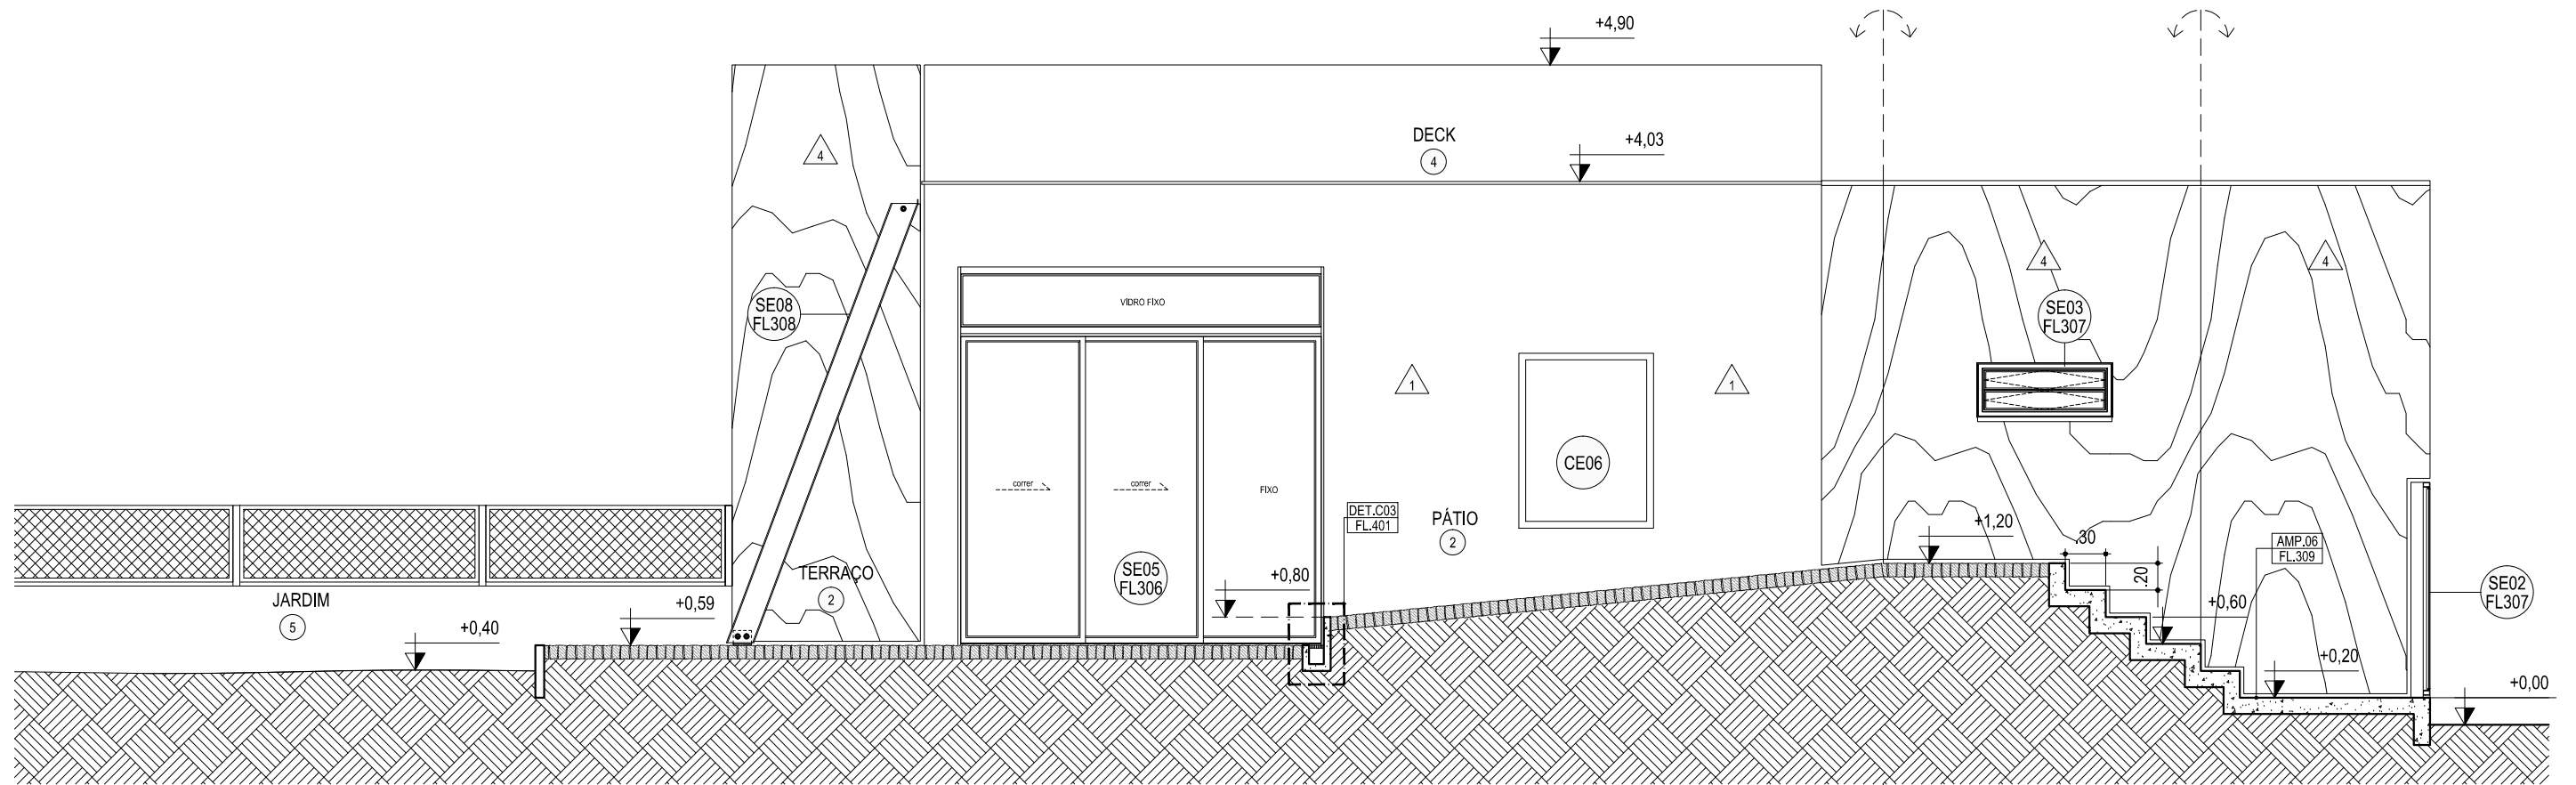 +4,90
DECK
4
+4,03
4
4
4
SE08
FL308
VIDRO FIXO
SE03
FL307
1
1
correr
correr
FIXO
CE06
DET.C03
FL.401
PÁTIO
2
+1,20
.30
AMP.06
FL.309
.20
SE02
FL307
JARDIM
5
TERRAÇO
2
SE05
FL306
+0,80
+0,59
+0,60
+0,40
+0,20
+0,00